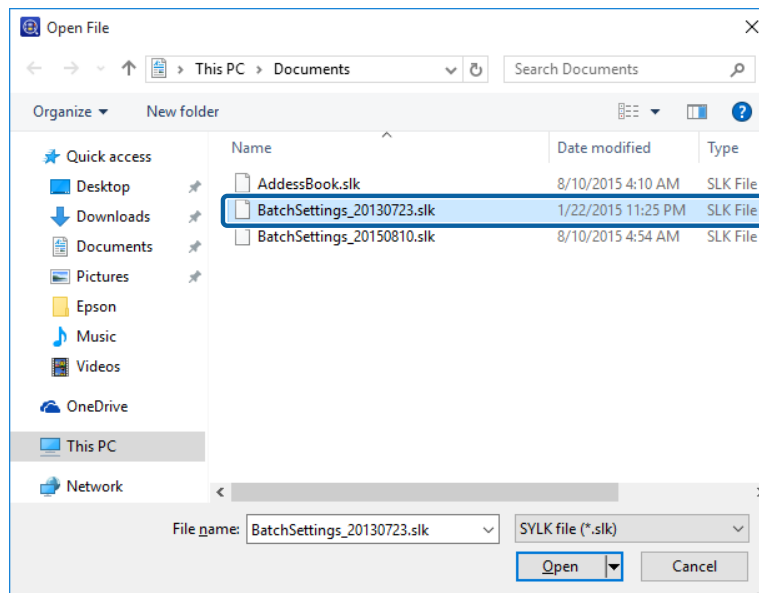 Open File
This PC > Documents
Search Documents
Organize
New folder
Name
Date modified
Type
Quick access
Desktop
Downloads
Documents
Pictures
Epson
Music
Videos
OneDrive
This PC
Network
AddessBook.slk 8/10/2015 4:10 AM SLK File
BatchSettings_20130723.slk 1/22/2015 11:25 PM SLK File
BatchSettings_20150810.slk 8/10/2015 4:54 AM SLK File
File name: BatchSettings_20130723.slk
SYLK file (*.slk)
Open
Cancel